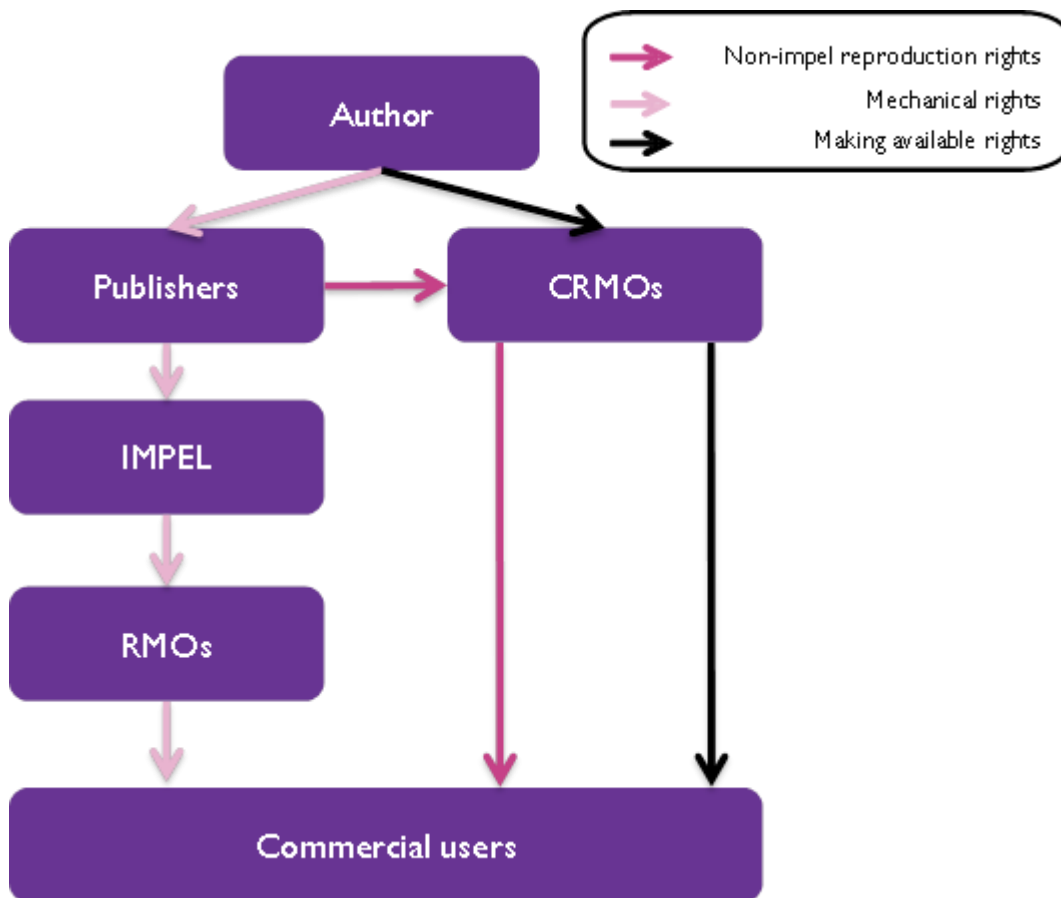 Non-impel reproduction rights
Mechanical rights
Making available rights
Author
Publishers
CRMOs
IMPEL
RMOs
Commercial users